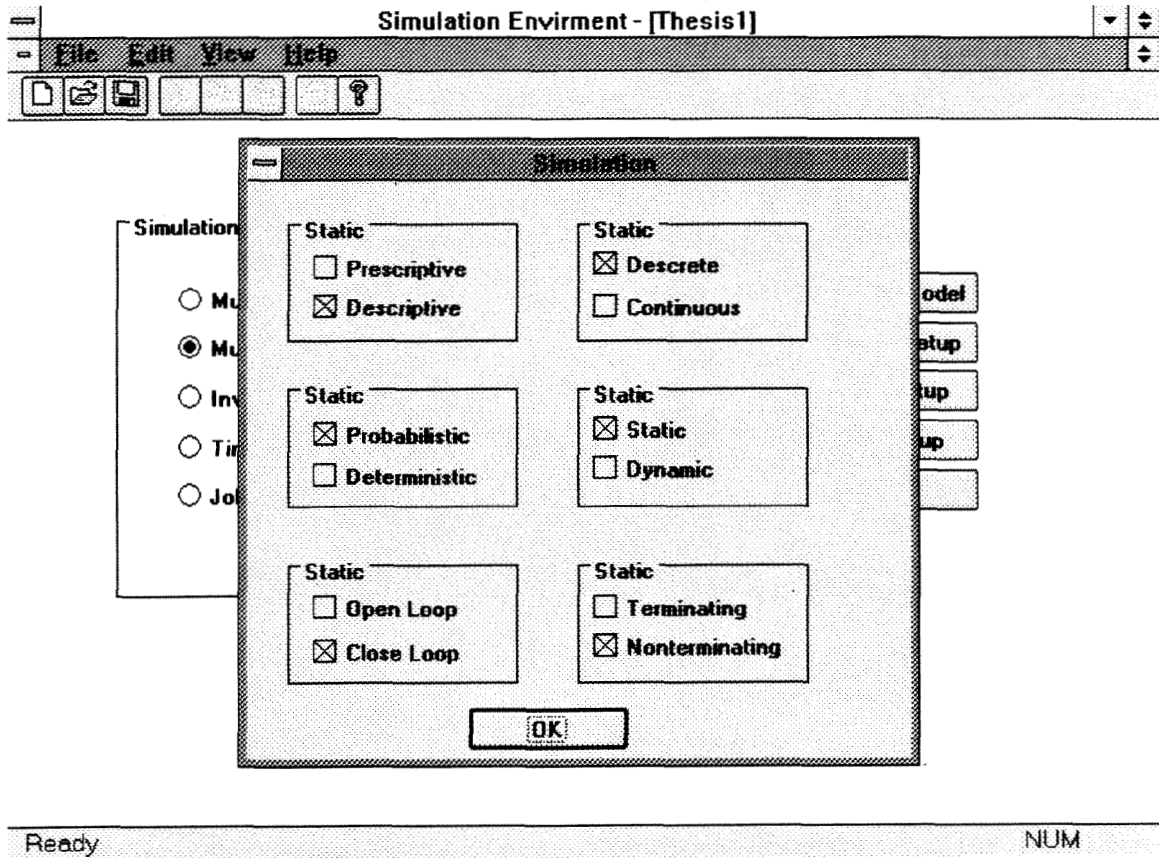 Simulation Envirment - [Thesis1]
File Edit View Help
Simulation
Simulation
Static
Prescriptive
Descriptive
Static
Descrete
Continuous
Static
Probabilistic
Deterministic
Static
Static
Dynamic
Static
Open Loop
Close Loop
Static
Terminating
Nonterminating
OK
Mu
Mu
Inv
Job
odel
etup
tup
up
Ready NUM